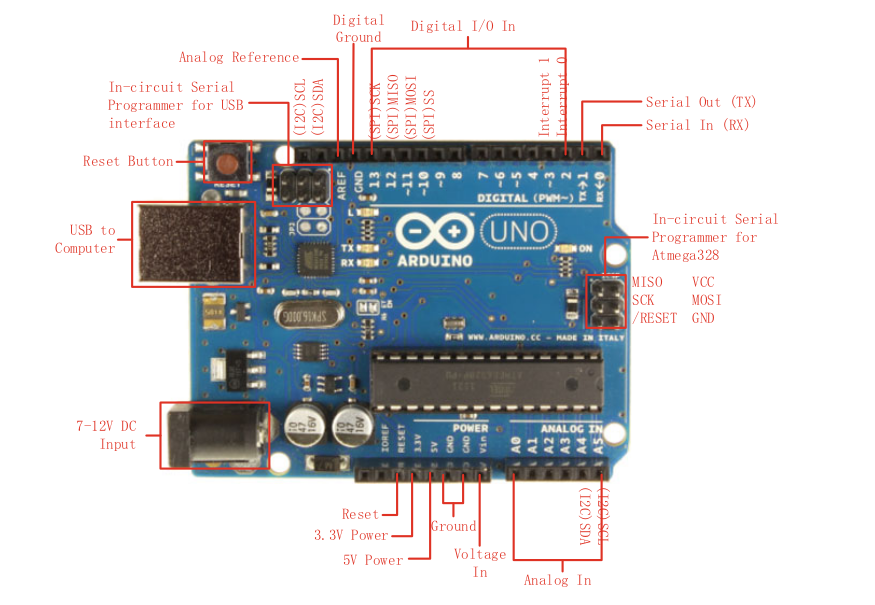 Digital
Ground
Digital I/O In
Analog Reference
In-circuit Serial
Programmer for USB
interface
(I2C)SCL
(I2C)SDA
(SPI)SCK
(SPI)MISO
(SPI)MOSI
(SPI)SS
Interrupt 1
Interrupt 0
Serial Out (TX)
Serial In (RX)
Reset Button
RESET
AREF
GND
13
12
~11
~10
~9
8
7
~6
~5
4
~3
2
TX→1
RX←0
DIGITAL (PWM~)
USB to
Computer
L
TX
RX
ARDUINO
UNO
ON
In-circuit Serial
Programmer for
Atmega328
MISO VCC
SCK MOSI
/RESET GND
SPK16.000G
WWW.ARDUINO.CC - MADE IN ITALY
7-12V DC
Input
47
16V
47
16V
POWER
ANALOG IN
IOREF
RESET
3.3V
5V
GND
GND
Vin
A0
A1
A2
A3
A4
A5
(I2C)SDA
(I2C)SCL
Reset
3.3V Power
5V Power
Ground
Voltage
In
Analog In